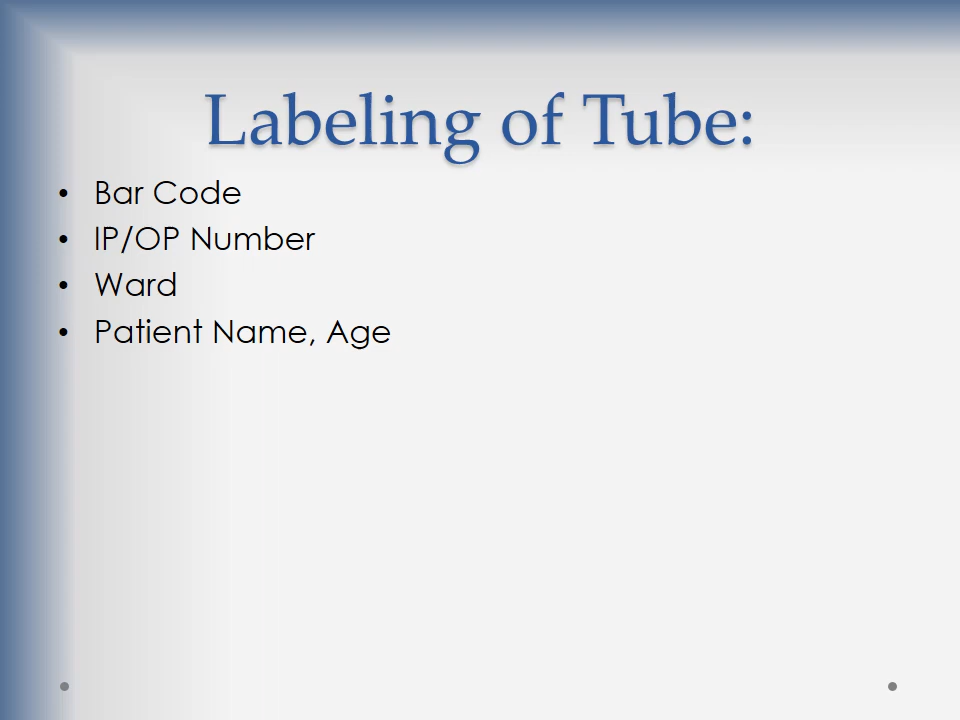 Labeling of Tube:
• Bar Code
• IP/OP Number
• Ward
• Patient Name, Age